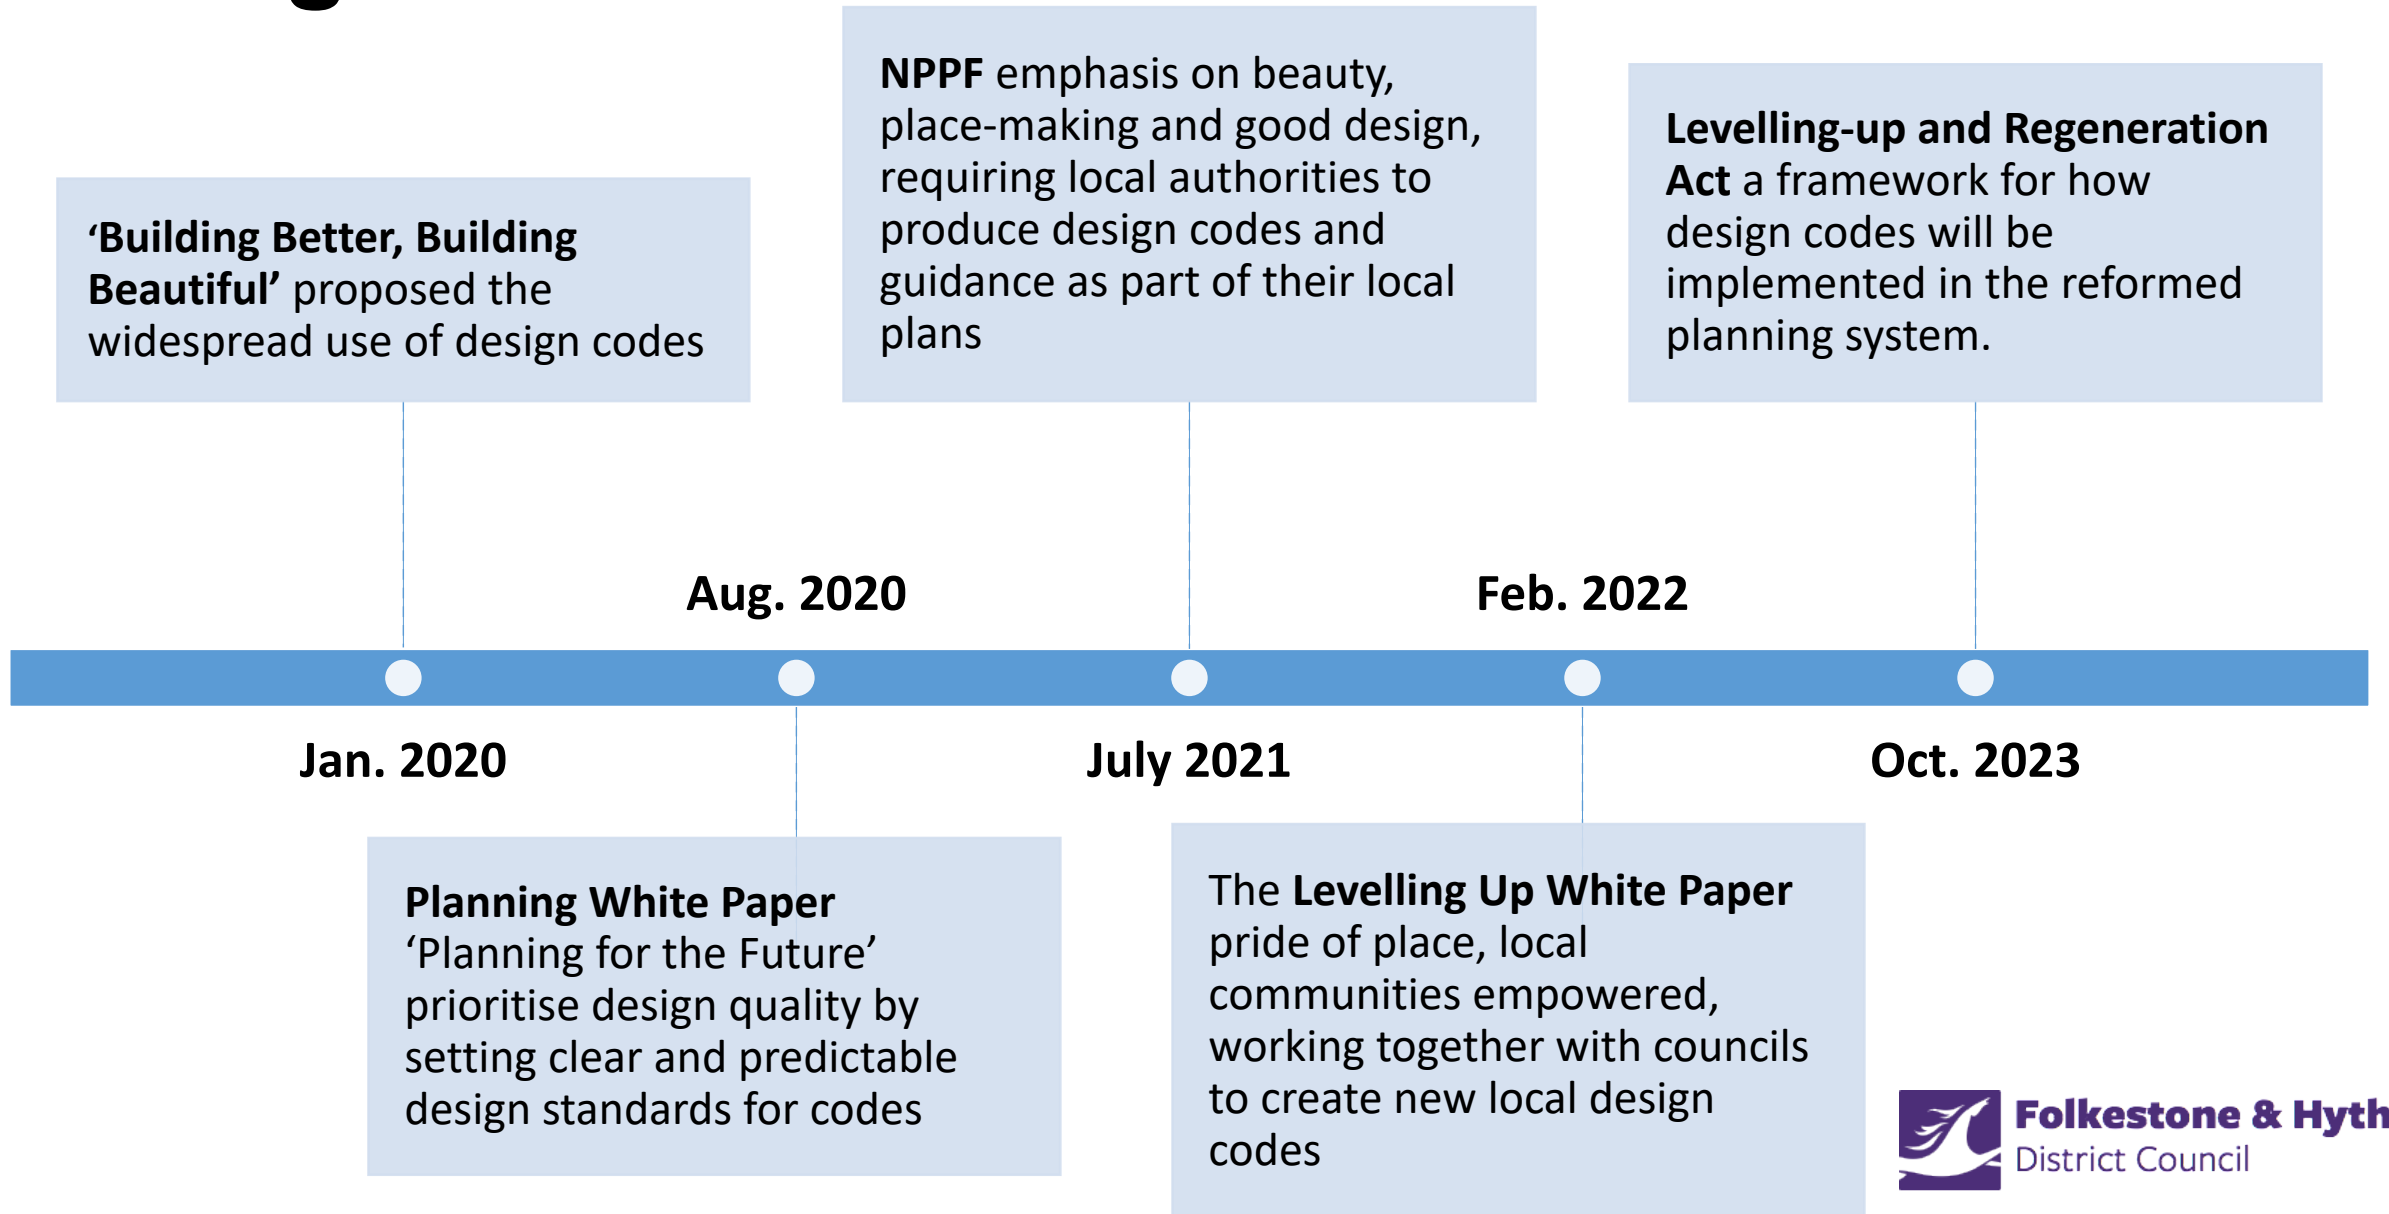 ‘Building Better, Building
Beautiful’ proposed the
widespread use of design codes
NPPF emphasis on beauty,
place-making and good design,
requiring local authorities to
produce design codes and
guidance as part of their local
plans
Levelling-up and Regeneration
Act a framework for how
design codes will be
implemented in the reformed
planning system.
Aug. 2020
Feb. 2022
Jan. 2020
July 2021
Oct. 2023
Planning White Paper
‘Planning for the Future’
prioritise design quality by
setting clear and predictable
design standards for codes
The Levelling Up White Paper
pride of place, local
communities empowered,
working together with councils
to create new local design
codes
Folkestone & Hyth
District Council